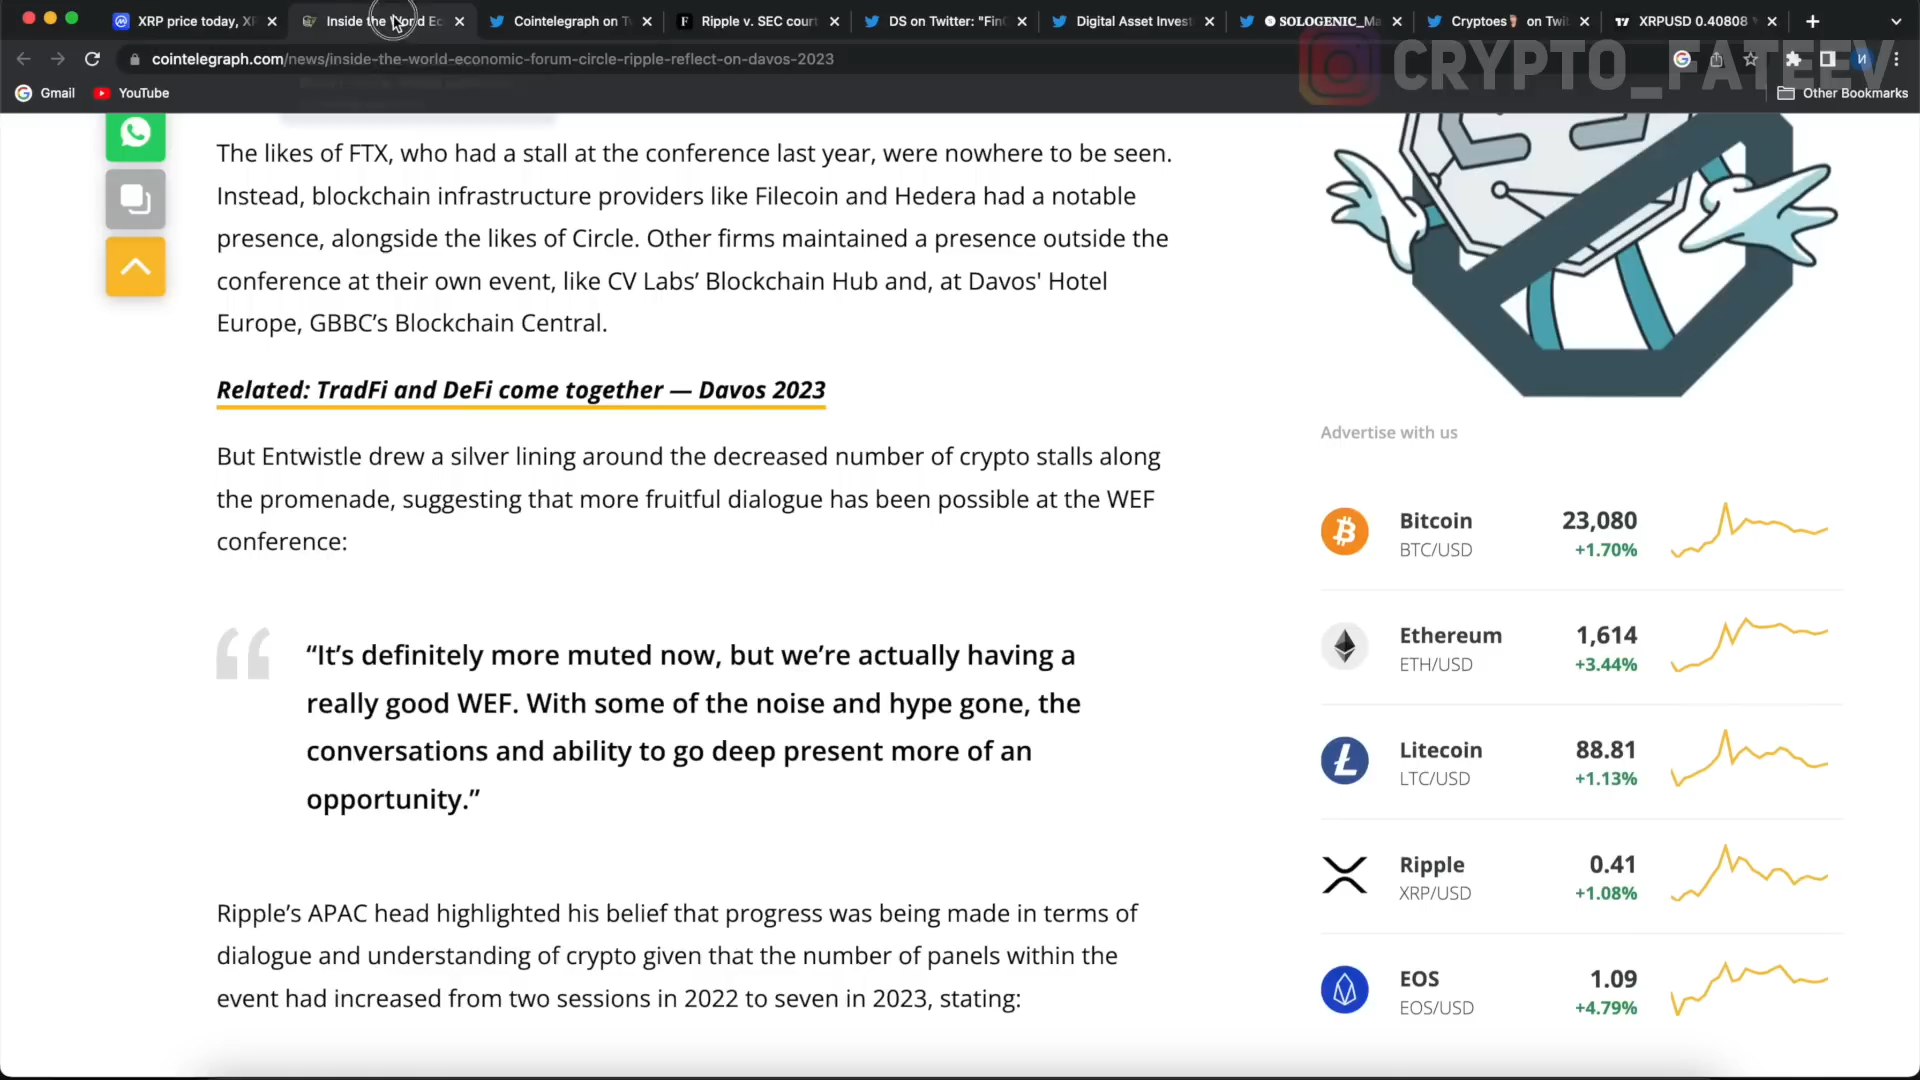 XRP price today, XF
Inside the World Ec
Cointelegraph on Tw
Ripple v. SEC court
DS on Twitter: "Fin
Digital Asset Invest
SOLOGENIC_Ma
Cryptoes on Twit
XRPUSD 0.40808
cointelegraph.com/news/inside-the-world-economic-forum-circle-ripple-reflect-on-davos-2023
CRYPTO_FATEEV
Gmail
YouTube
Other Bookmarks
The likes of FTX, who had a stall at the conference last year, were nowhere to be seen.
Instead, blockchain infrastructure providers like Filecoin and Hedera had a notable
presence, alongside the likes of Circle. Other firms maintained a presence outside the
conference at their own event, like CV Labs’ Blockchain Hub and, at Davos' Hotel
Europe, GBBC’s Blockchain Central.
Related: TradFi and DeFi come together — Davos 2023
But Entwistle drew a silver lining around the decreased number of crypto stalls along
the promenade, suggesting that more fruitful dialogue has been possible at the WEF
conference:
“It’s definitely more muted now, but we’re actually having a
really good WEF. With some of the noise and hype gone, the
conversations and ability to go deep present more of an
opportunity.”
Ripple’s APAC head highlighted his belief that progress was being made in terms of
dialogue and understanding of crypto given that the number of panels within the
event had increased from two sessions in 2022 to seven in 2023, stating:
Advertise with us
Bitcoin 23,080
BTC/USD +1.70%
Ethereum 1,614
ETH/USD +3.44%
Litecoin 88.81
LTC/USD +1.13%
Ripple 0.41
XRP/USD +1.08%
EOS 1.09
EOS/USD +4.79%